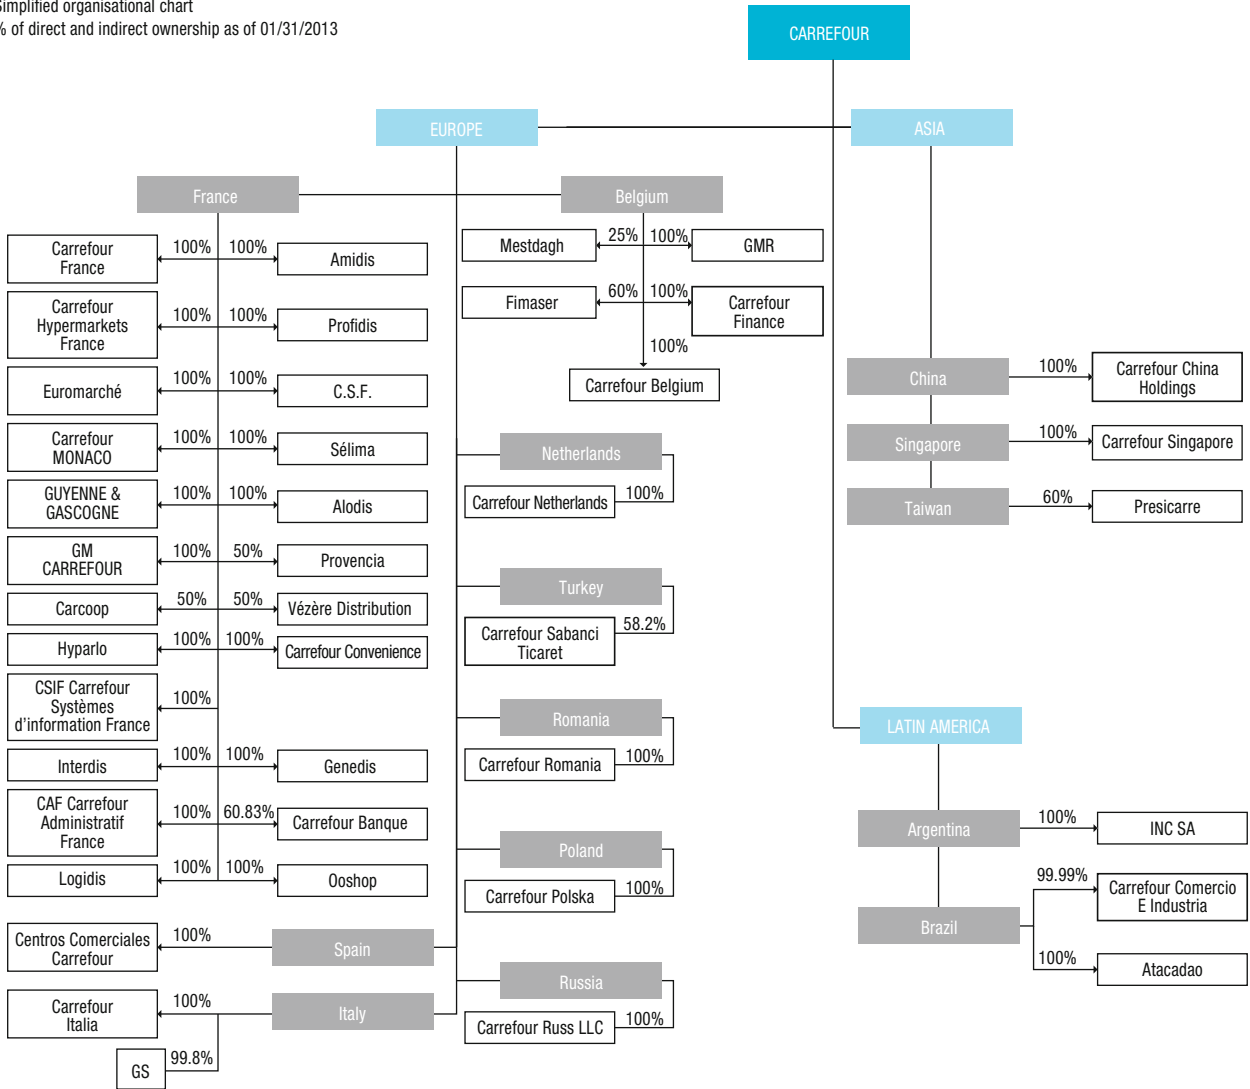 Simplified organisational chart
% of direct and indirect ownership as of 01/31/2013
CARREFOUR
EUROPE
ASIA
France
Belgium
Carrefour
France
100%
100%
Amidis
Carrefour
Hypermarkets
France
100%
100%
Profidis
Euromarché
100%
100%
C.S.F.
Carrefour
MONACO
100%
100%
Sélima
GUYENNE &
GASCOGNE
100%
100%
Alodis
GM
CARREFOUR
100%
50%
Provencia
Carcoop
50%
50%
Vézère Distribution
Hyparlo
100%
100%
Carrefour Convenience
CSIF Carrefour
Systèmes
d'information France
100%
Interdis
100%
100%
Genedis
CAF Carrefour
Administratif
France
100%
60.83%
Carrefour Banque
Logidis
100%
100%
Ooshop
Centros Comerciales
Carrefour
100%
Spain
Carrefour
Italia
100%
Italy
GS
99.8%
Mestdagh
25%
100%
GMR
Fimaser
60%
100%
Carrefour
Finance
100%
Carrefour Belgium
Netherlands
Carrefour Netherlands
100%
Turkey
Carrefour Sabanci
Ticaret
58.2%
Romania
Carrefour Romania
100%
Poland
Carrefour Polska
100%
Russia
Carrefour Russ LLC
100%
China
100%
Carrefour China
Holdings
Singapore
100%
Carrefour Singapore
Taiwan
60%
Presicarre
LATIN AMERICA
Argentina
100%
INC SA
Brazil
99.99%
Carrefour Comercio
E Industria
100%
Atacadao